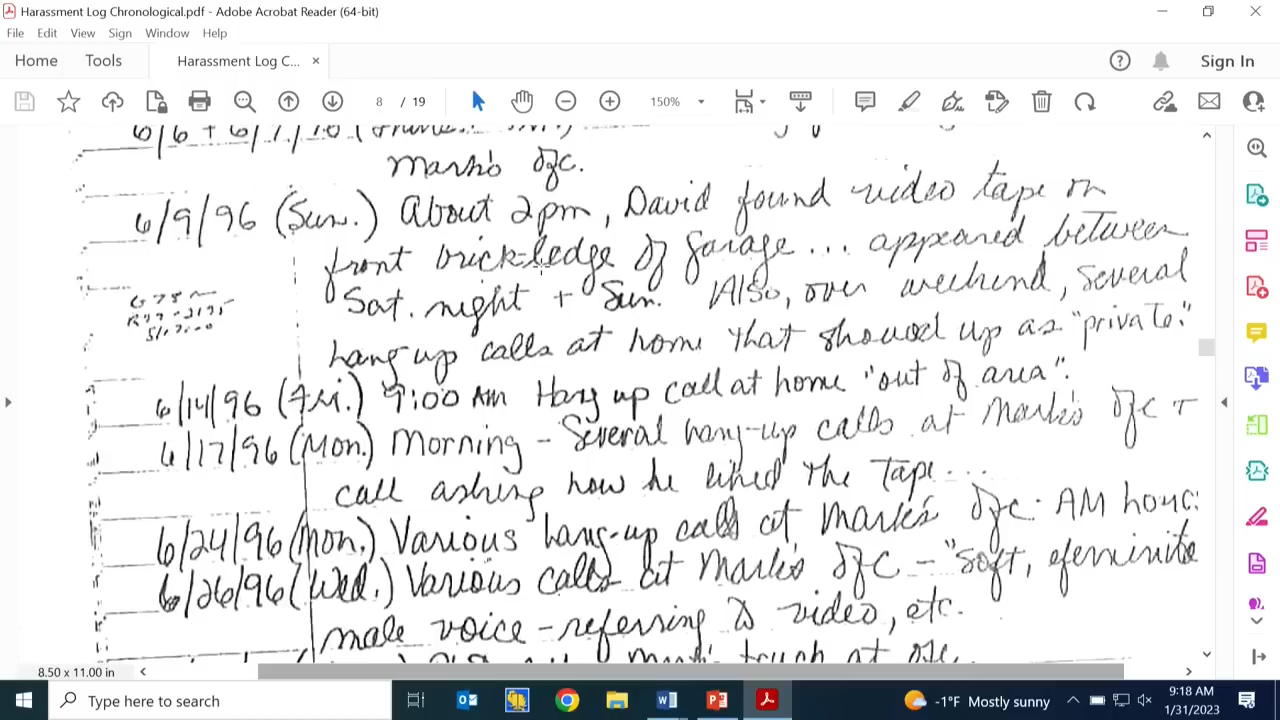 Harassment Log Chronological.pdf - Adobe Acrobat Reader (64-bit)
File Edit View Sign Window Help
Home Tools Harassment Log C... × Sign In
8 / 19 150%
Mark's ofc.
6/9/96 (Sun.) About 2pm, David found video tape on
front brick-ledge of garage ... appeared between
Sat. night + Sun. Also, over weekend, several
hang up calls at home that showed up as "private."
6/14/96 (Fri.) 9:00 AM Hang up call at home "out of area".
6/17/96 (Mon.) Morning - Several hang-up calls at Mark's ofc +
call asking how he liked the tape...
6/24/96 (Mon.) Various hang-up calls at Mark's ofc. AM hour:
6/26/96 (Wed.) Various calls at Mark's ofc - "soft, efeminite
male voice - referring to video, etc.
truck at ofc.
8.50 x 11.00 in
Type here to search
-1°F Mostly sunny
9:18 AM
1/31/2023